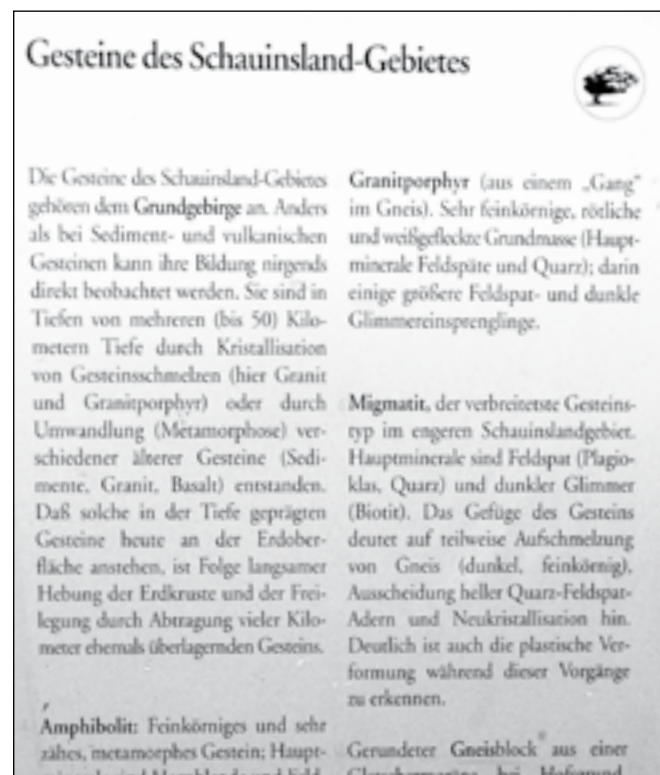 Gesteine des Schauinsland-Gebietes
Die Gesteine des Schauinsland-Gebietes
gehören dem Grundgebirge an. Anders
als bei Sediment- und vulkanischen
Gesteinen kann ihre Bildung nirgends
direkt beobachtet werden. Sie sind in
Tiefen von mehreren (bis 50) Kilo-
metern Tiefe durch Kristallisation
von Gesteinsschmelzen (hier Granit
und Granitporphyr) oder durch
Umwandlung (Metamorphose) ver-
schiedener älterer Gesteine (Sedi-
mente, Granit, Basalt) entstanden.
Daß solche in der Tiefe geprägten
Gesteine heute an der Erdober-
fläche anstehen, ist Folge langsamer
Hebung der Erdkruste und der Frei-
legung durch Abtragung vieler Kilo-
meter ehemals überlagernden Gesteins.
Amphibolit: Feinkörniges und sehr
zähes, metamorphes Gestein; Haupt-
Granitporphyr (aus einem „Gang"
im Gneis). Sehr feinkörnige, rötliche
und weißgefleckte Grundmasse (Haupt-
minerale Feldspäte und Quarz); darin
einige größere Feldspat- und dunkle
Glimmereinsprenglinge.
Migmatit, der verbreitetste Gesteins-
typ im engeren Schauinslandgebiet.
Hauptminerale sind Feldspat (Plagio-
klas, Quarz) und dunkler Glimmer
(Biotit). Das Gefüge des Gesteins
deutet auf teilweise Aufschmelzung
von Gneis (dunkel, feinkörnig),
Ausscheidung heller Quarz-Feldspat-
Adern und Neukristallisation hin.
Deutlich ist auch die plastische Ver-
formung während dieser Vorgänge
zu erkennen.
Gerundeter Gneisblock aus einer